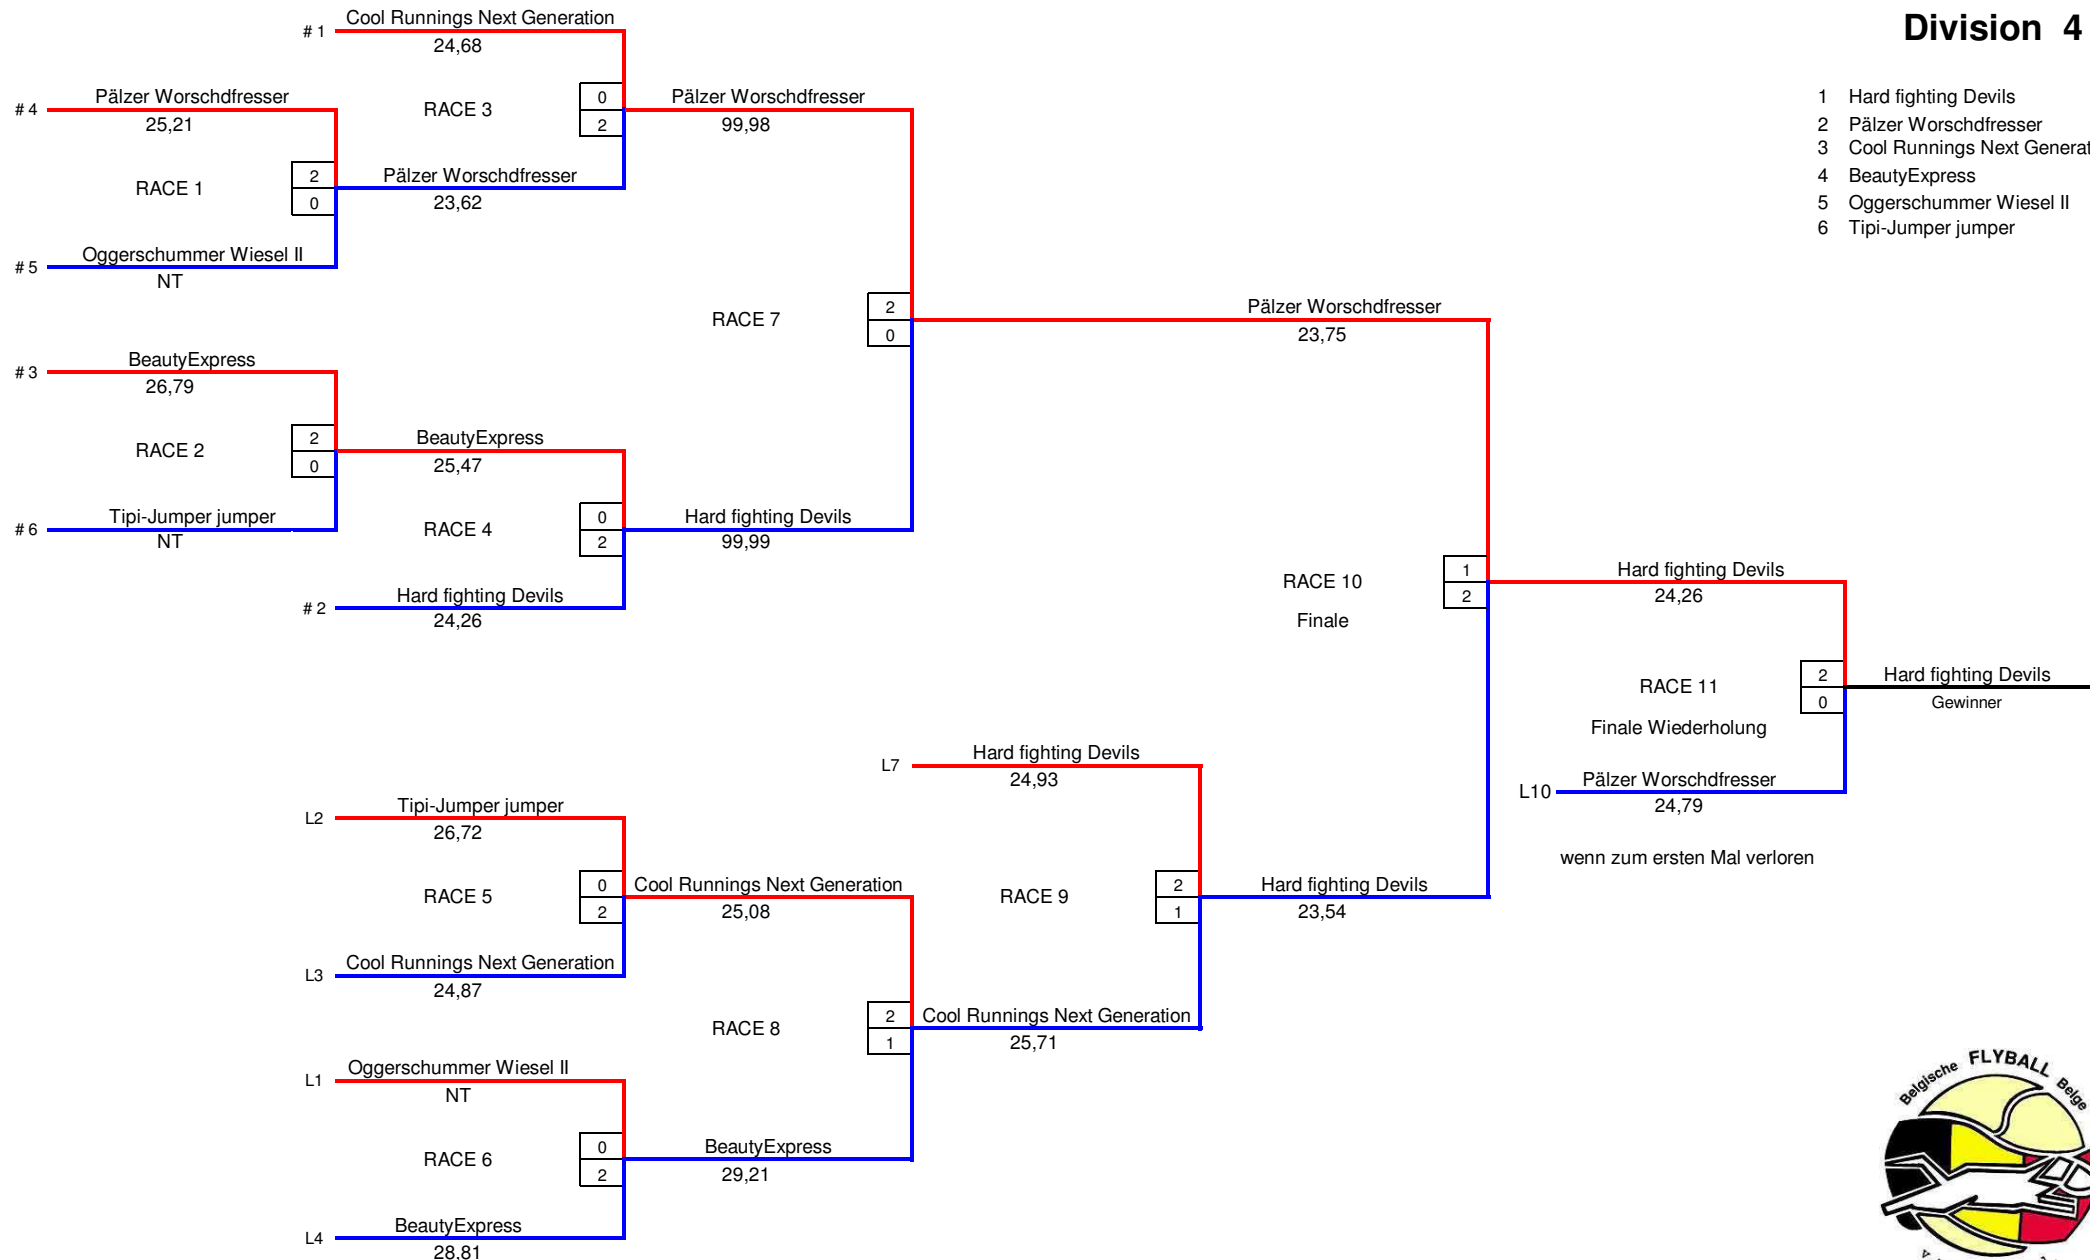 Division 4
1 Hard fighting Devils
2 Pälzer Worschdfresser
3 Cool Runnings Next Generat
4 BeautyExpress
5 Oggerschummer Wiesel II
6 Tipi-Jumper jumper
# 1 Cool Runnings Next Generation
24,68
# 4 Pälzer Worschdfresser
25,21
RACE 3
0
2
Pälzer Worschdfresser
99,98
RACE 1
2
0
Pälzer Worschdfresser
23,62
# 5 Oggerschummer Wiesel II
NT
RACE 7
2
0
Pälzer Worschdfresser
23,75
# 3 BeautyExpress
26,79
RACE 2
2
0
BeautyExpress
25,47
# 6 Tipi-Jumper jumper
NT
RACE 4
0
2
Hard fighting Devils
99,99
# 2 Hard fighting Devils
24,26
RACE 10
Finale
1
2
Hard fighting Devils
24,26
RACE 11
Finale Wiederholung
2
0
Hard fighting Devils
Gewinner
L10 Pälzer Worschdfresser
24,79
wenn zum ersten Mal verloren
L7 Hard fighting Devils
24,93
L2 Tipi-Jumper jumper
26,72
RACE 5
0
2
Cool Runnings Next Generation
25,08
RACE 9
2
1
Hard fighting Devils
23,54
L3 Cool Runnings Next Generation
24,87
RACE 8
2
1
Cool Runnings Next Generation
25,71
L1 Oggerschummer Wiesel II
NT
RACE 6
0
2
BeautyExpress
29,21
L4 BeautyExpress
28,81
Belgische FLYBALL Belge